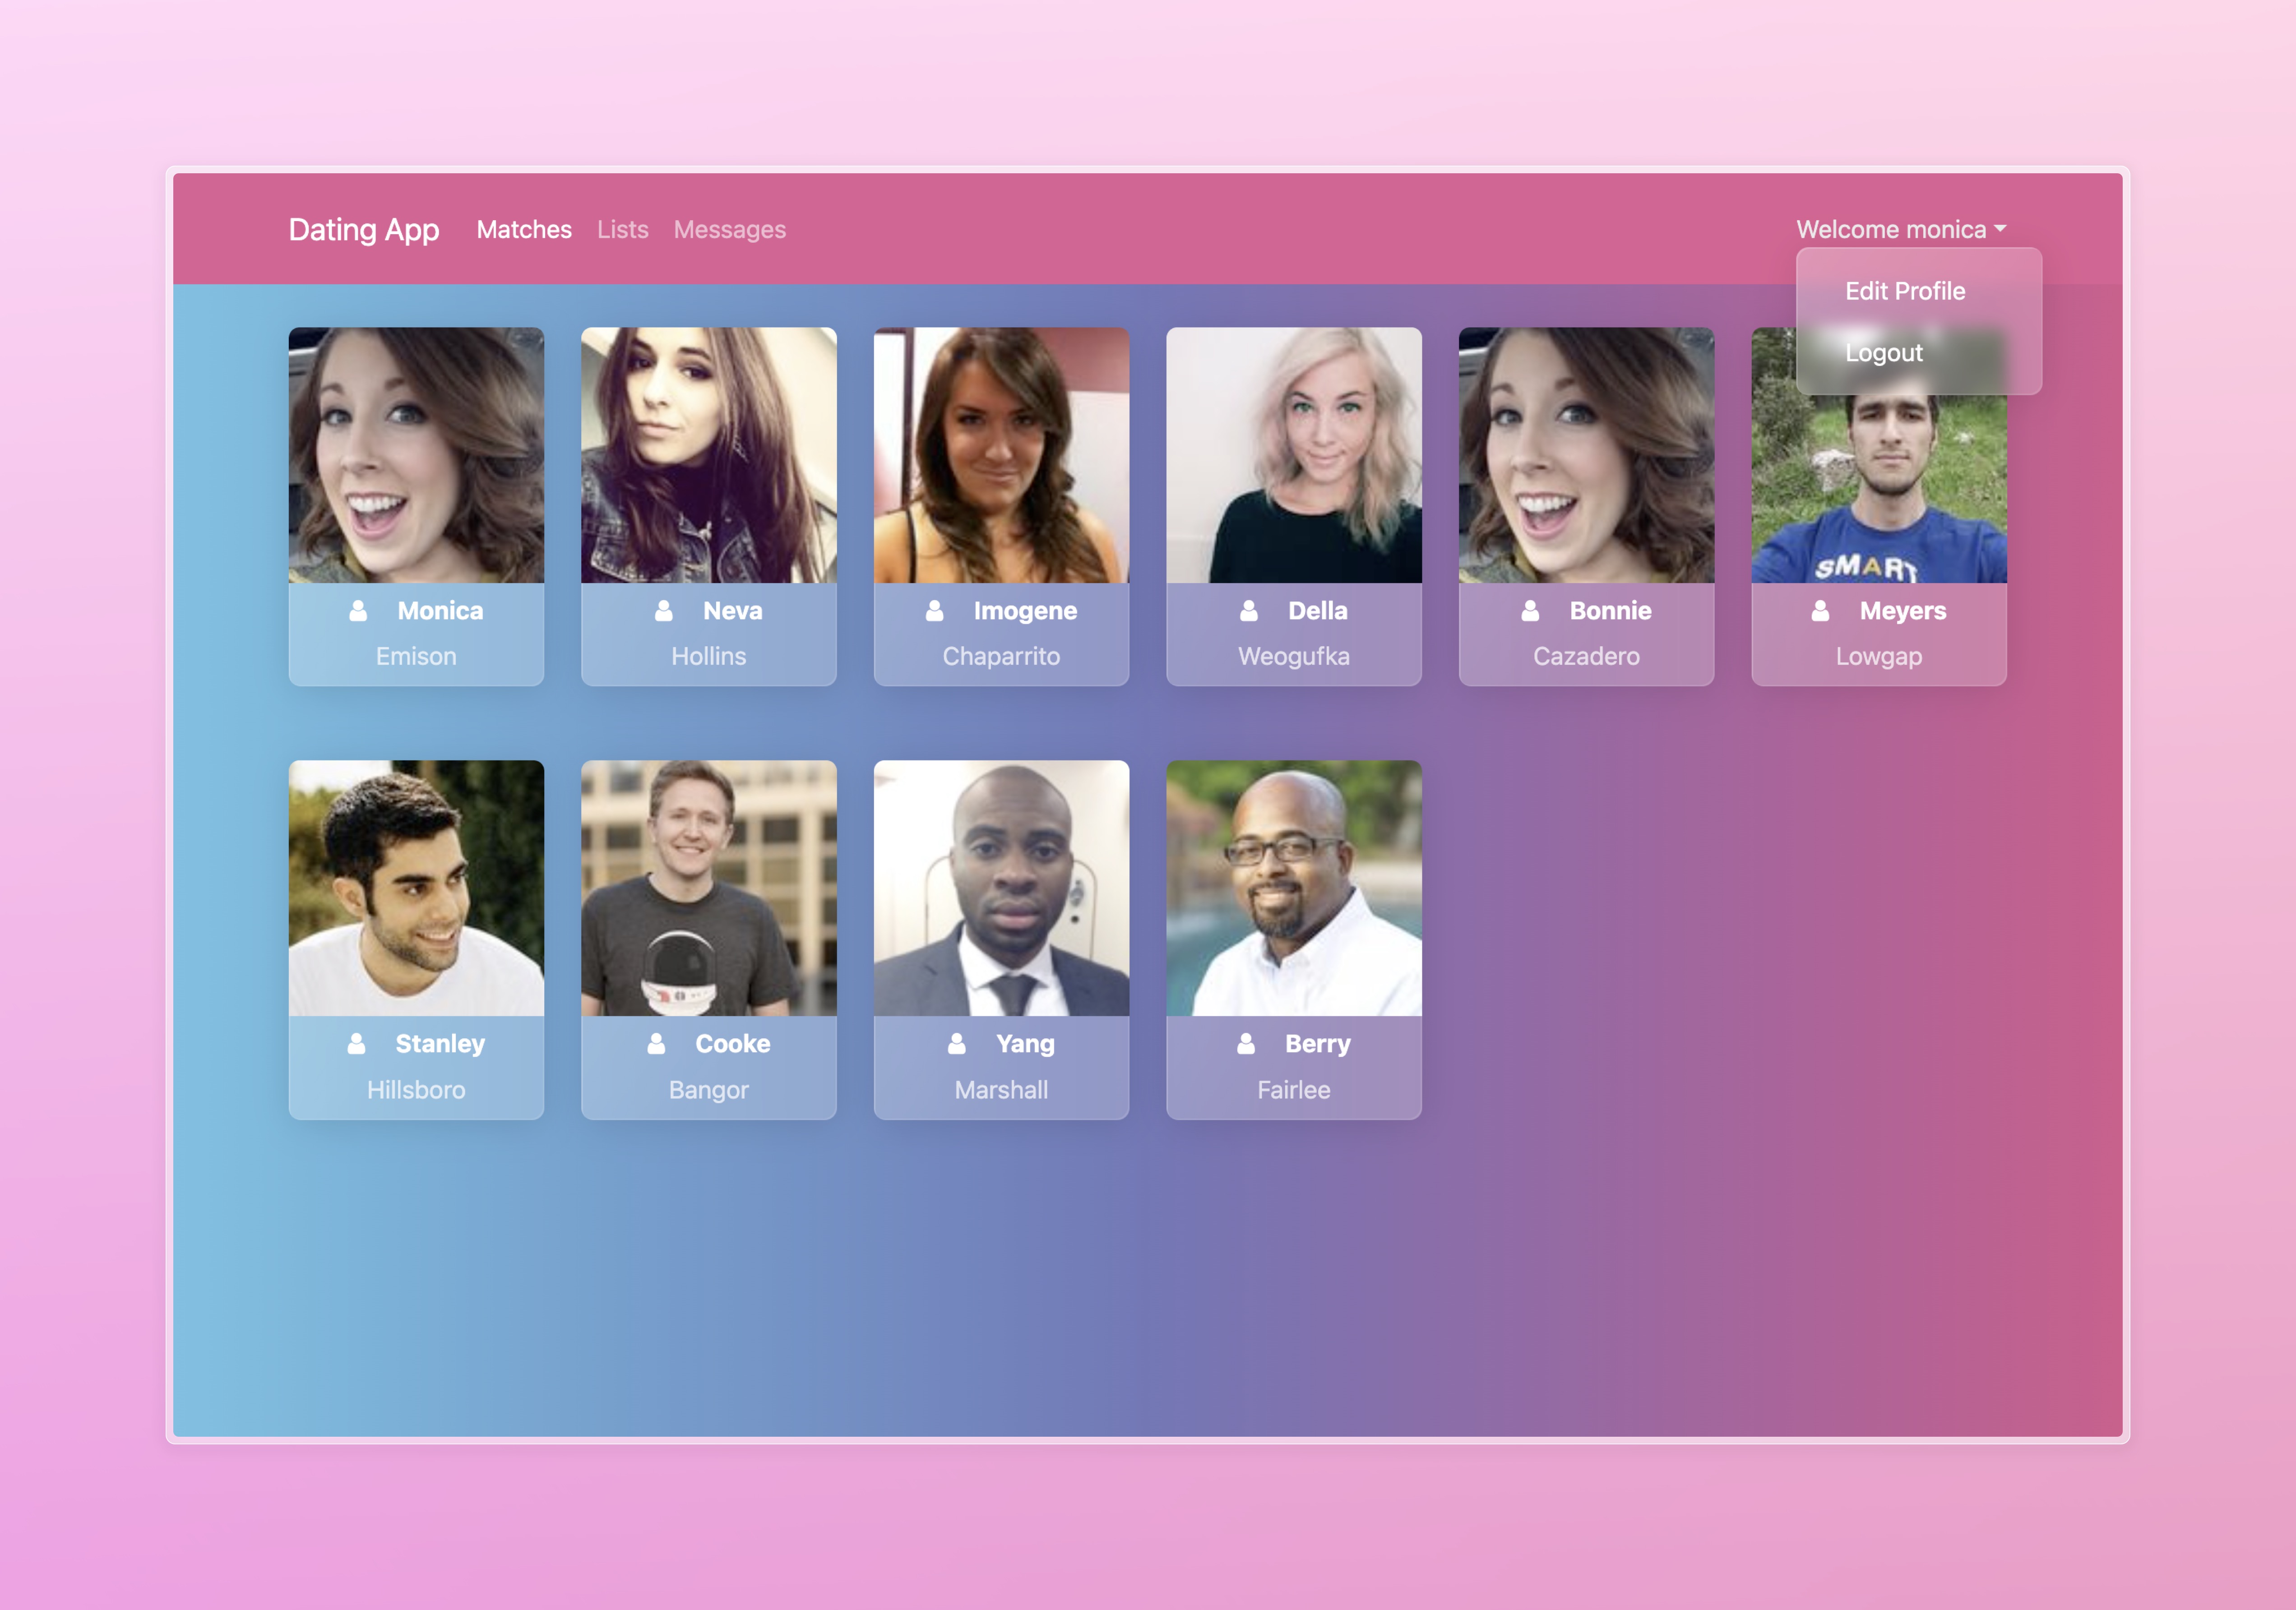 Dating App Matches Lists Messages Welcome monica
Edit Profile
Logout
SMART
Monica Neva Imogene Della Bonnie Meyers
Emison Hollins Chaparrito Weogufka Cazadero Lowgap
Stanley Cooke Yang Berry
Hillsboro Bangor Marshall Fairlee